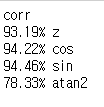 corr
93.19% z
94.22% cos
94.46% sin
78.33% atan2